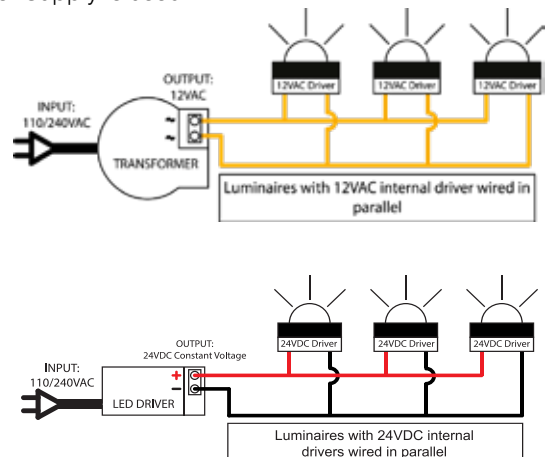 OUTPUT:
12VAC
INPUT:
110/240VAC
12VAC Driver
12VAC Driver
12VAC Driver
~
~
TRANSFORMER
Luminaires with 12VAC internal driver wired in
parallel
OUTPUT:
24VDC Constant Voltage
INPUT:
110/240VAC
24VDC Driver
24VDC Driver
24VDC Driver
+
−
LED DRIVER
Luminaires with 24VDC internal
drivers wired in parallel